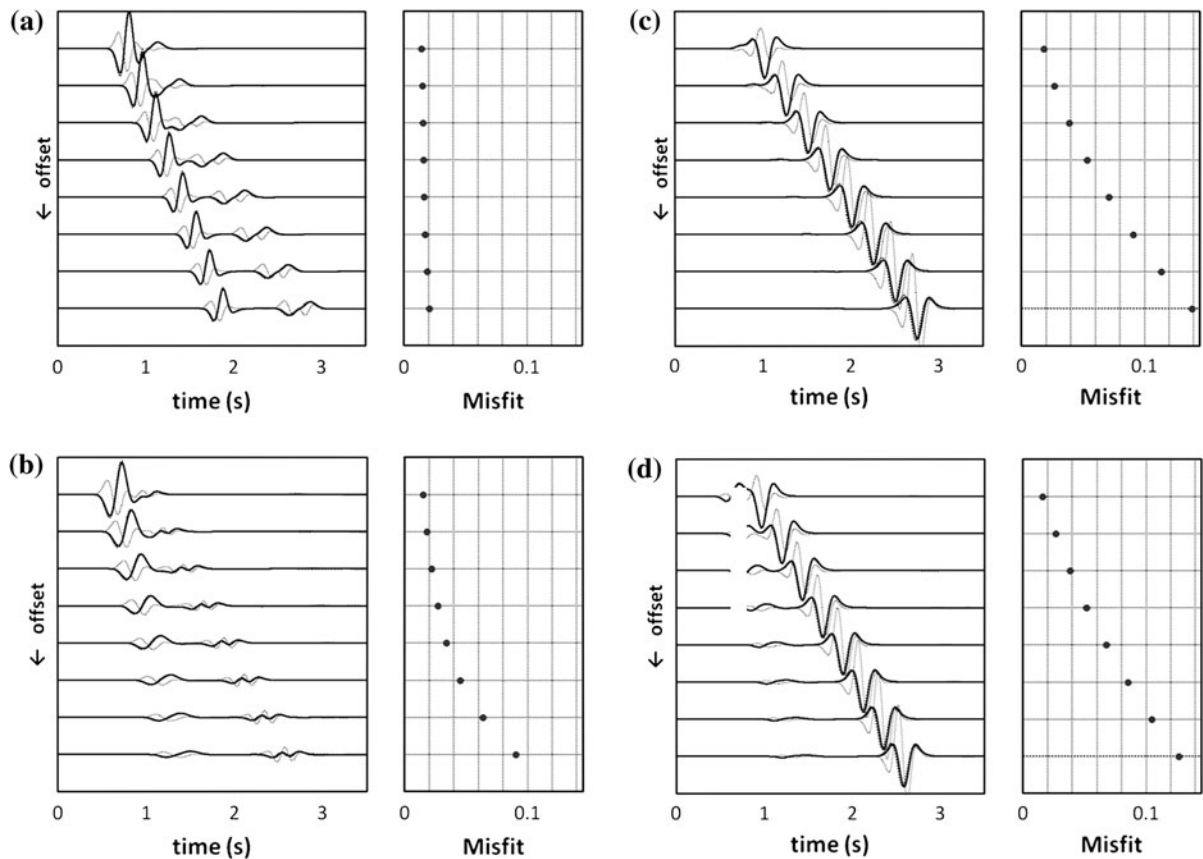 (a)
← offset
0 1 2 3
time (s)
0 0.1
Misfit
(c)
← offset
0 1 2 3
time (s)
0 0.1
Misfit
(b)
← offset
0 1 2 3
time (s)
0 0.1
Misfit
(d)
← offset
0 1 2 3
time (s)
0 0.1
Misfit